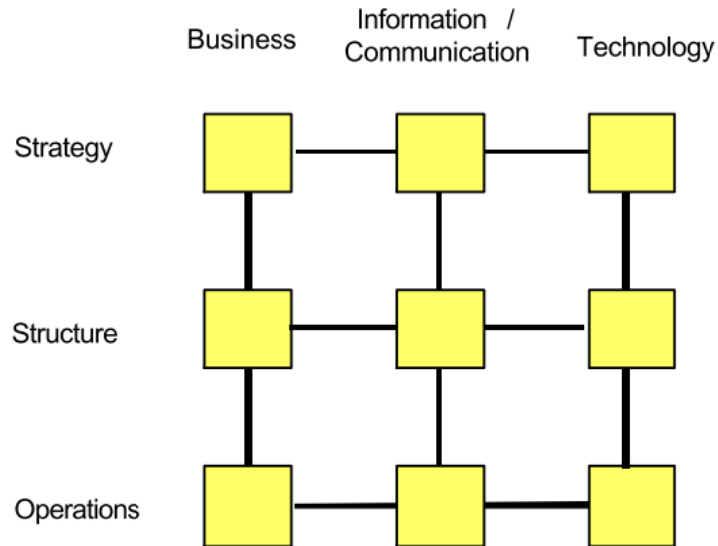 Business
Information /
Communication
Technology
Strategy
Structure
Operations